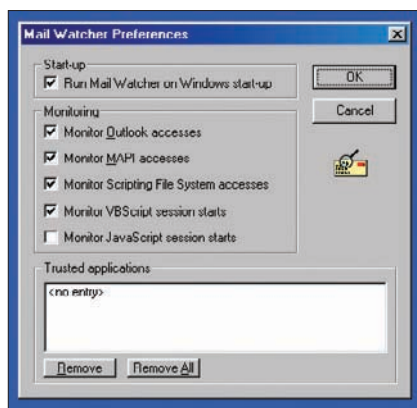 Mail Watcher Preferences
Start-up
Run Mail Watcher on Windows start-up
OK
Cancel
Monitoring
Monitor Outlook accesses
Monitor MAPI accesses
Monitor Scripting File System accesses
Monitor VBScript session starts
Monitor JavaScript session starts
Trusted applications
<no entry>
Remove
Remove All